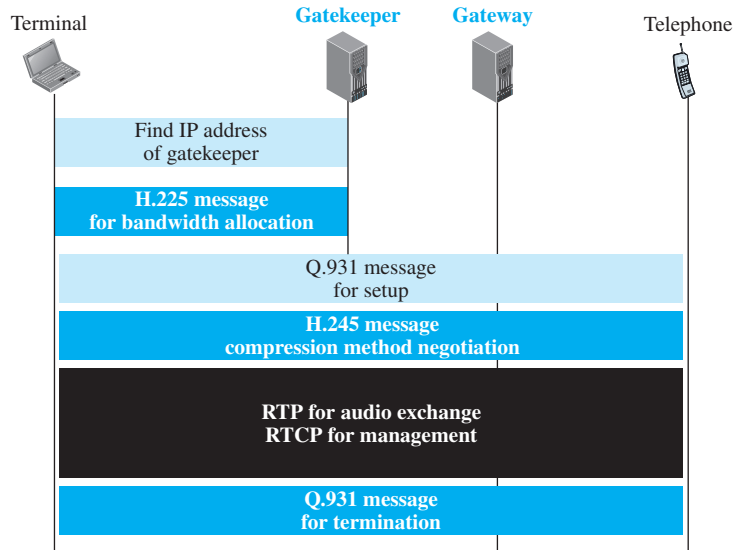 Terminal
Gatekeeper
Gateway
Telephone
Find IP address
of gatekeeper
H.225 message
for bandwidth allocation
Q.931 message
for setup
H.245 message
compression method negotiation
RTP for audio exchange
RTCP for management
Q.931 message
for termination